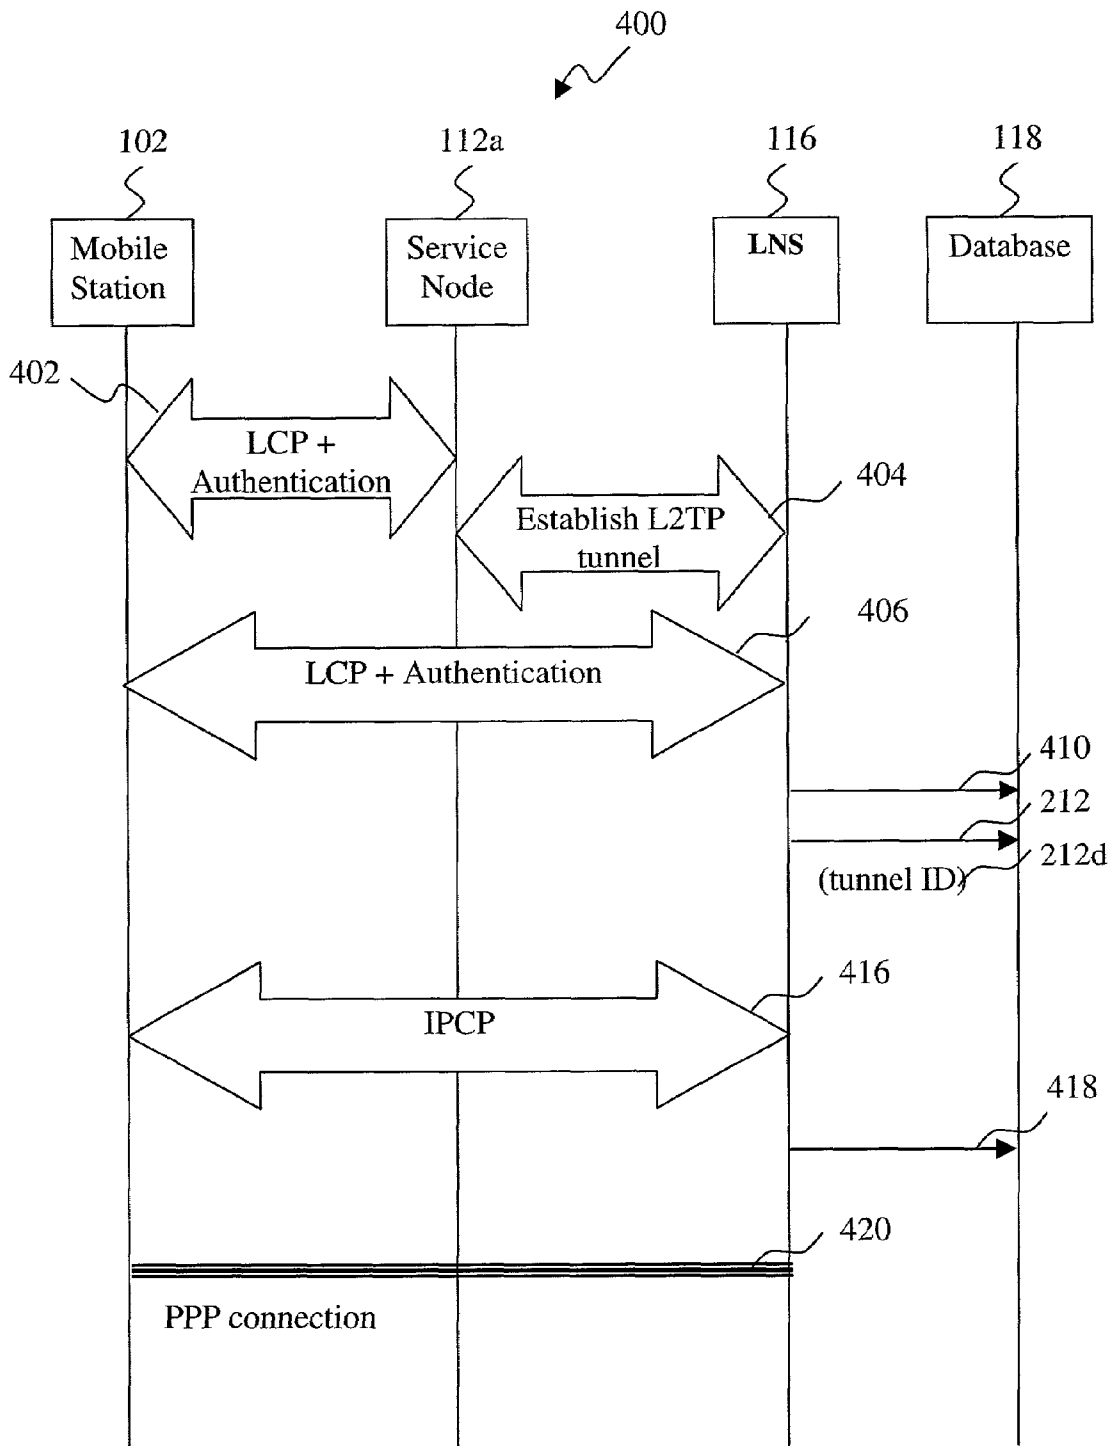 400
102
112a
116
118
Mobile
Station
Service
Node
LNS
Database
402
LCP +
Authentication
404
Establish L2TP
tunnel
406
LCP + Authentication
410
212
(tunnel ID)
212d
416
IPCP
418
420
PPP connection